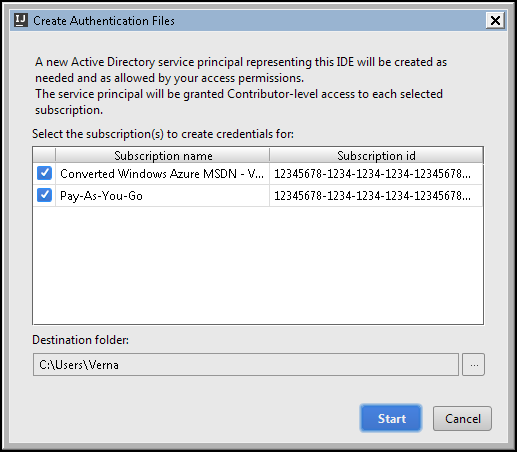 IJ Create Authentication Files
A new Active Directory service principal representing this IDE will be created as
needed and as allowed by your access permissions.
The service principal will be granted Contributor-level access to each selected
subscription.
Select the subscription(s) to create credentials for:
Subscription name Subscription id
Converted Windows Azure MSDN - V... 12345678-1234-1234-1234-12345678...
Pay-As-You-Go 12345678-1234-1234-1234-12345678...
Destination folder:
C:\Users\Verna ...
Start Cancel